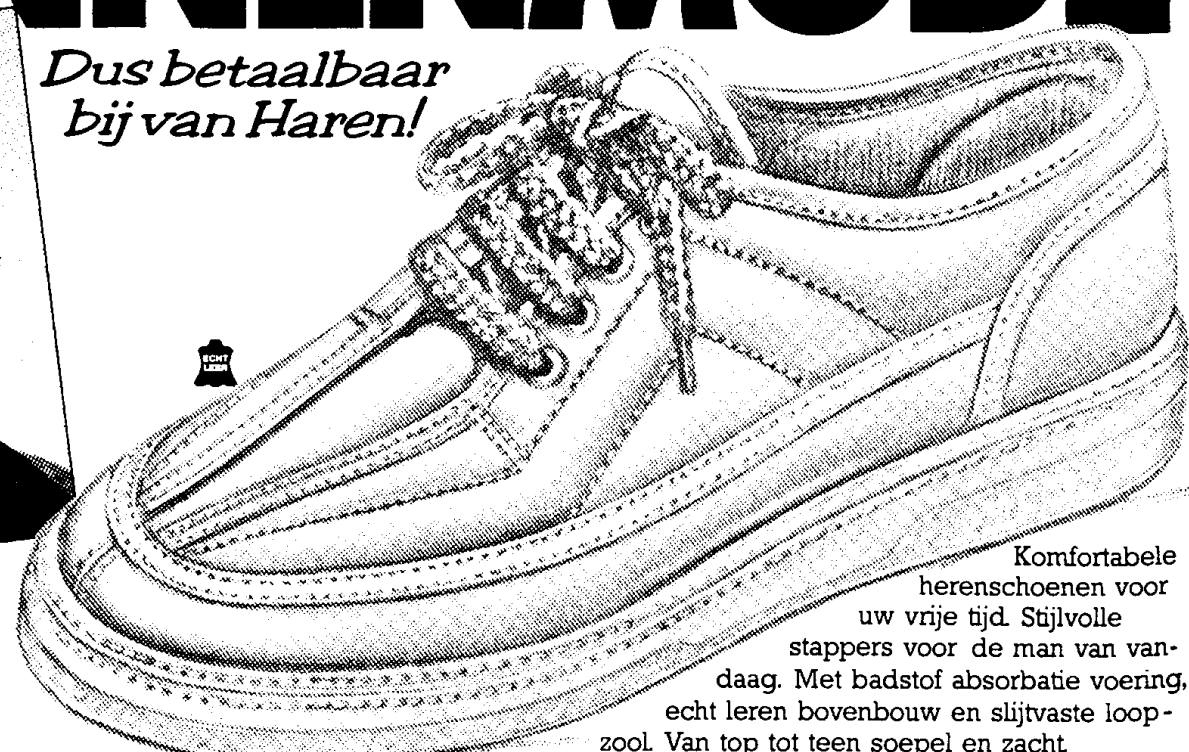 Dus betaalbaar
bij van Haren!
ECHT
LEER
Komfortabele
herenschoenen voor
uw vrije tijd. Stijlvolle
stappers voor de man van van-
daag. Met badstof absorbatie voering,
echt leren bovenbouw en slijtvaste loop-
zool. Van top tot teen soepel en zacht.